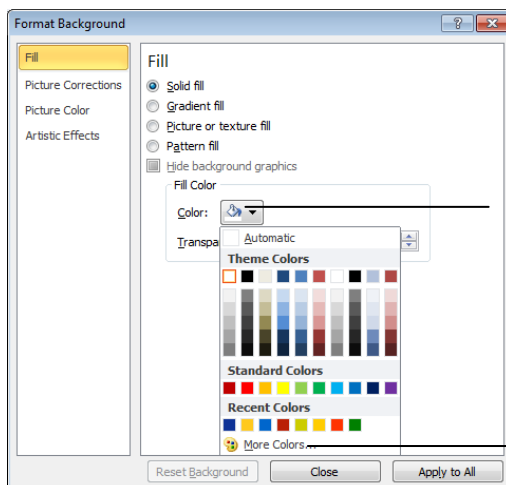 Format Background
Fill
Picture Corrections
Picture Color
Artistic Effects
Fill
Solid fill
Gradient fill
Picture or texture fill
Pattern fill
Hide background graphics
Fill Color
Color:
Transpa
Automatic
Theme Colors
Standard Colors
Recent Colors
More Colors...
Reset Background
Close
Apply to All